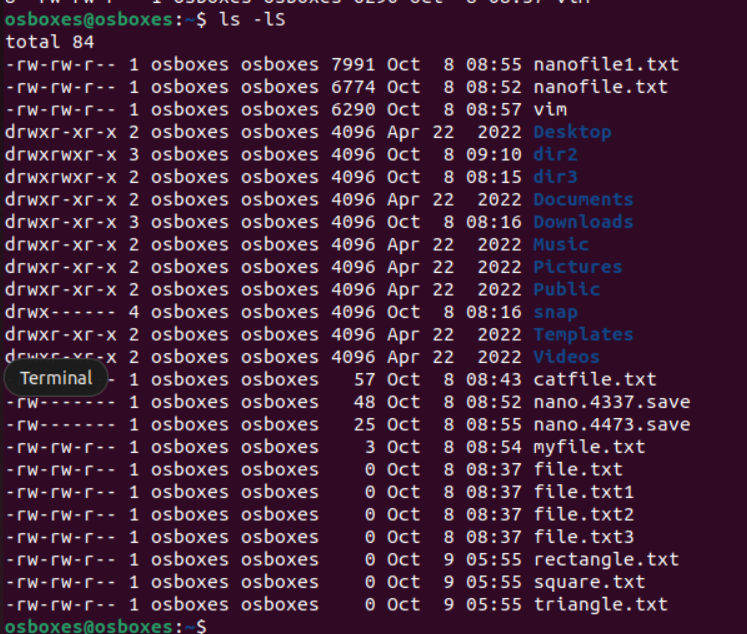 osboxes@osboxes:~$ ls -lS
total 84
-rw-rw-r-- 1 osboxes osboxes 7991 Oct  8 08:55 nanofile1.txt
-rw-rw-r-- 1 osboxes osboxes 6774 Oct  8 08:52 nanofile.txt
-rw-rw-r-- 1 osboxes osboxes 6290 Oct  8 08:57 vim
drwxr-xr-x 2 osboxes osboxes 4096 Apr 22  2022 Desktop
drwxrwxr-x 3 osboxes osboxes 4096 Oct  8 09:10 dir2
drwxrwxr-x 2 osboxes osboxes 4096 Oct  8 08:15 dir3
drwxr-xr-x 2 osboxes osboxes 4096 Apr 22  2022 Documents
drwxr-xr-x 3 osboxes osboxes 4096 Oct  8 08:16 Downloads
drwxr-xr-x 2 osboxes osboxes 4096 Apr 22  2022 Music
drwxr-xr-x 2 osboxes osboxes 4096 Apr 22  2022 Pictures
drwxr-xr-x 2 osboxes osboxes 4096 Apr 22  2022 Public
drwx------ 4 osboxes osboxes 4096 Oct  8 08:16 snap
drwxr-xr-x 2 osboxes osboxes 4096 Apr 22  2022 Templates
drwxr-xr-x 2 osboxes osboxes 4096 Apr 22  2022 Videos
Terminal - 1 osboxes osboxes   57 Oct  8 08:43 catfile.txt
-rw------- 1 osboxes osboxes   48 Oct  8 08:52 nano.4337.save
-rw------- 1 osboxes osboxes   25 Oct  8 08:55 nano.4473.save
-rw-rw-r-- 1 osboxes osboxes    3 Oct  8 08:54 myfile.txt
-rw-rw-r-- 1 osboxes osboxes    0 Oct  8 08:37 file.txt
-rw-rw-r-- 1 osboxes osboxes    0 Oct  8 08:37 file.txt1
-rw-rw-r-- 1 osboxes osboxes    0 Oct  8 08:37 file.txt2
-rw-rw-r-- 1 osboxes osboxes    0 Oct  8 08:37 file.txt3
-rw-rw-r-- 1 osboxes osboxes    0 Oct  9 05:55 rectangle.txt
-rw-rw-r-- 1 osboxes osboxes    0 Oct  9 05:55 square.txt
-rw-rw-r-- 1 osboxes osboxes    0 Oct  9 05:55 triangle.txt
osboxes@osboxes:~$